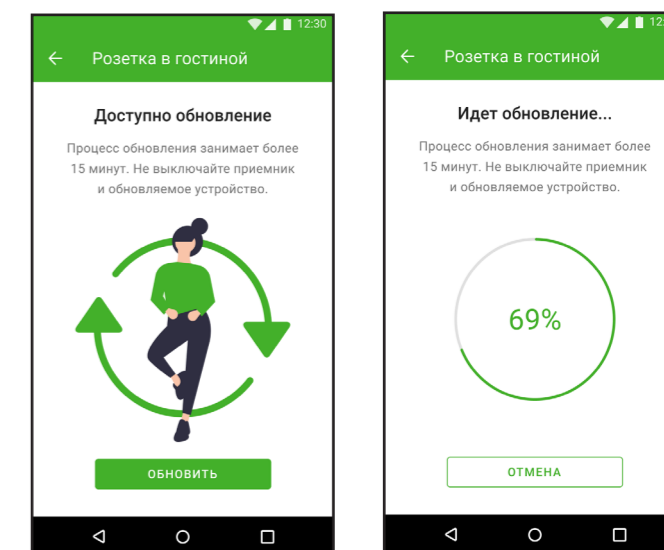 12:30
Розетка в гостиной
Доступно обновление
Процесс обновления занимает более
15 минут. Не выключайте приемник
и обновляемое устройство.
ОБНОВИТЬ
Розетка в гостиной
Идет обновление...
Процесс обновления занимает более
15 минут. Не выключайте приемник
и обновляемое устройство.
69%
ОТМЕНА